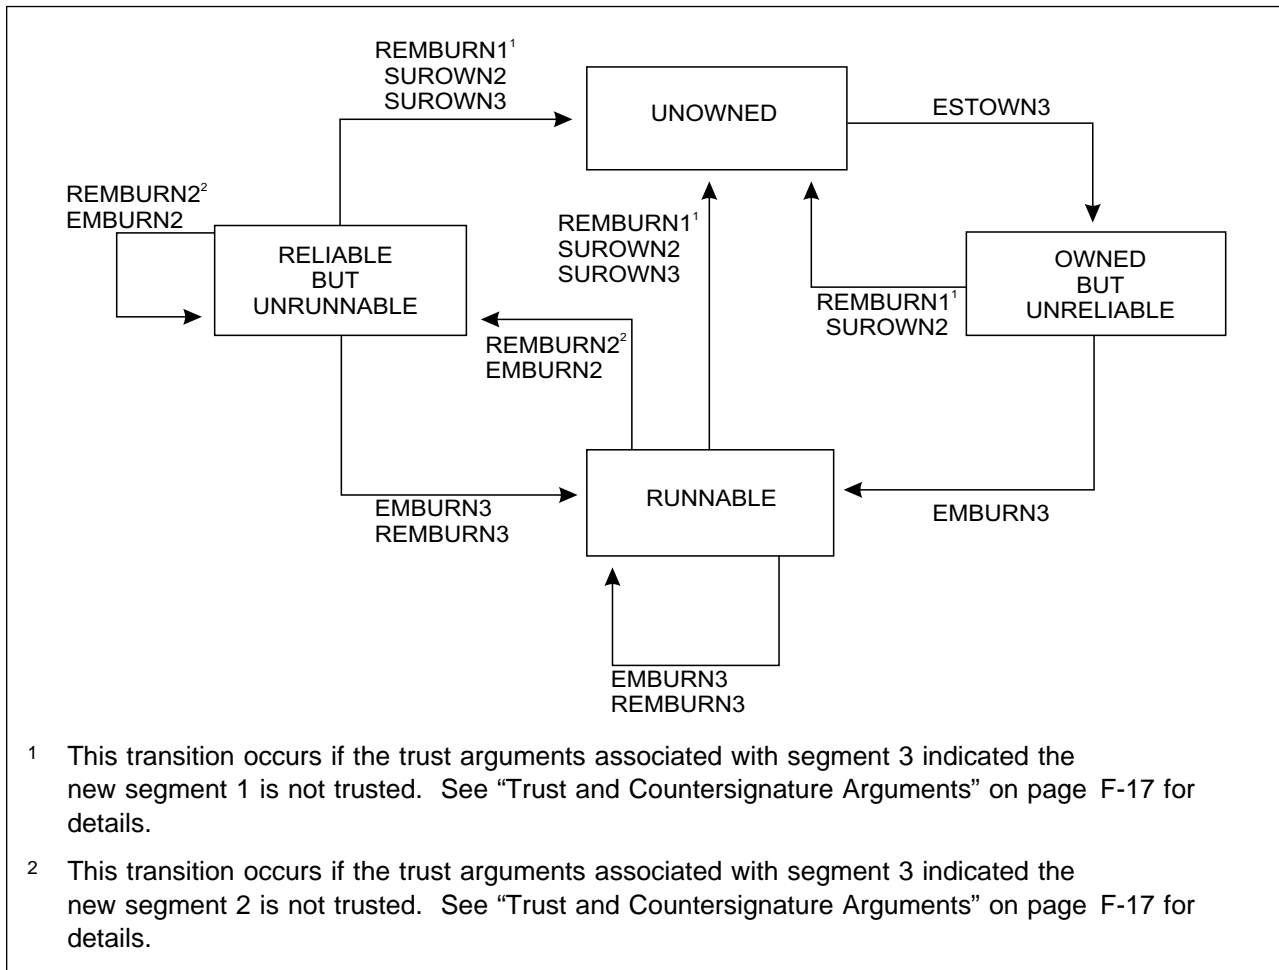 REMBURN1¹
SUROWN2
SUROWN3
UNOWNED
ESTOWN3
REMBURN2²
EMBURN2
RELIABLE
BUT
UNRUNNABLE
REMBURN1¹
SUROWN2
SUROWN3
OWNED
BUT
UNRELIABLE
REMBURN1¹
SUROWN2
REMBURN2²
EMBURN2
EMBURN3
REMBURN3
RUNNABLE
EMBURN3
EMBURN3
REMBURN3
1 This transition occurs if the trust arguments associated with segment 3 indicated the
new segment 1 is not trusted. See “Trust and Countersignature Arguments” on page F-17 for
details.
2 This transition occurs if the trust arguments associated with segment 3 indicated the
new segment 2 is not trusted. See “Trust and Countersignature Arguments” on page F-17 for
details.